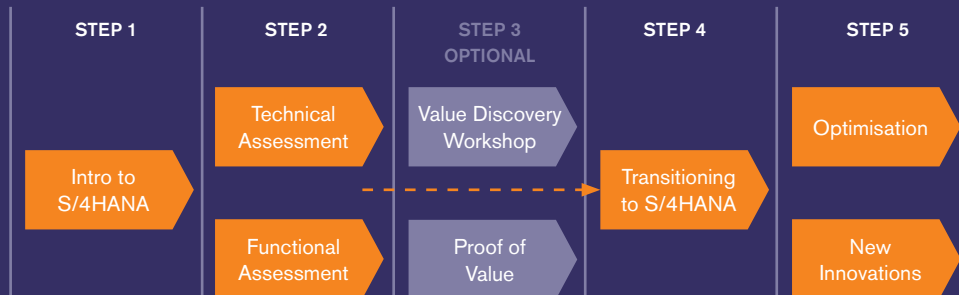 STEP 1
STEP 2
STEP 3
OPTIONAL
STEP 4
STEP 5
Intro to
S/4HANA
Technical
Assessment
Functional
Assessment
Value Discovery
Workshop
Proof of
Value
Transitioning
to S/4HANA
Optimisation
New
Innovations